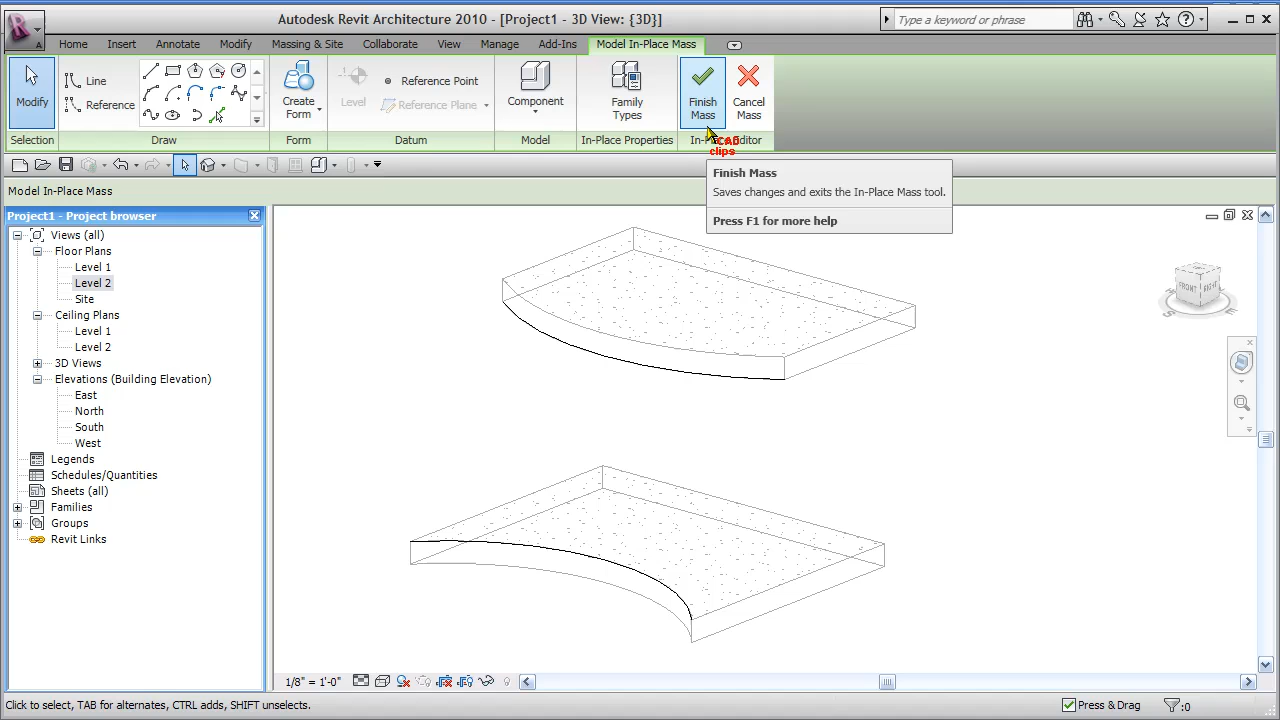 Autodesk Revit Architecture 2010 - [Project1 - 3D View: {3D}]
Type a keyword or phrase
Home Insert Annotate Modify Massing & Site Collaborate View Manage Add-Ins Model In-Place Mass
Modify
Line
Reference
Create
Form
Level
Reference Point
Reference Plane
Component
Family
Types
Finish
Mass
Cancel
Mass
Selection Draw Form Datum Model In-Place Properties
CAD
clips
Model In-Place Mass
Finish Mass
Saves changes and exits the In-Place Mass tool.
Press F1 for more help
Project1 - Project browser
Views (all)
Floor Plans
Level 1
Level 2
Site
Ceiling Plans
Level 1
Level 2
3D Views
Elevations (Building Elevation)
East
North
South
West
Legends
Schedules/Quantities
Sheets (all)
Families
Groups
Revit Links
FRONT RIGHT
S
E
1/8" = 1'-0"
Click to select, TAB for alternates, CTRL adds, SHIFT unselects.
Press & Drag
:0